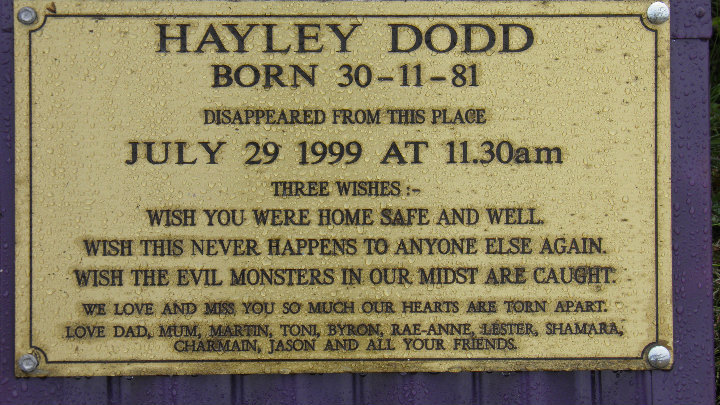 HAYLEY DODD
BORN 30-11-81
DISAPPEARED FROM THIS PLACE
JULY 29 1999 AT 11.30am
THREE WISHES :-
WISH YOU WERE HOME SAFE AND WELL.
WISH THIS NEVER HAPPENS TO ANYONE ELSE AGAIN.
WISH THE EVIL MONSTERS IN OUR MIDST ARE CAUGHT.
WE LOVE AND MISS YOU SO MUCH OUR HEARTS ARE TORN APART.
LOVE DAD, MUM, MARTIN, TONI, BYRON, RAE-ANNE, LESTER, SHAMARA,
CHARMAIN, JASON AND ALL YOUR FRIENDS.